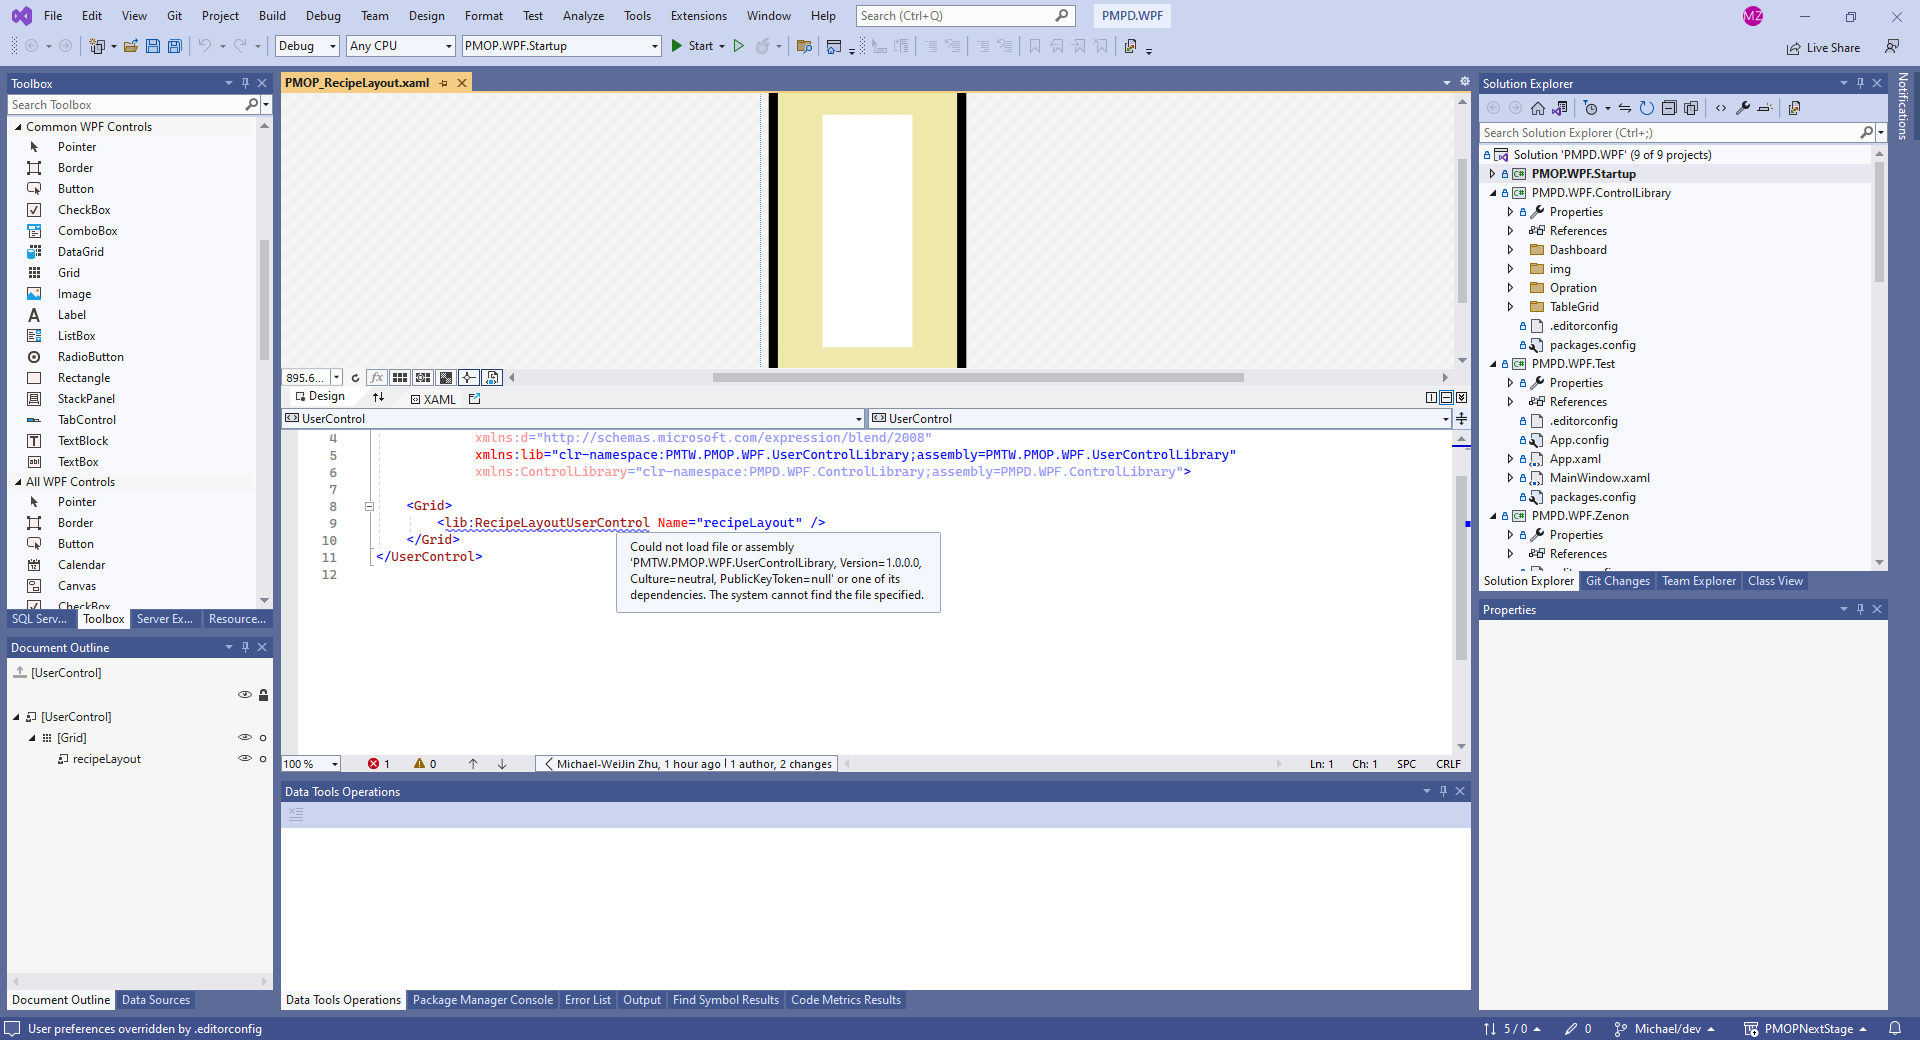 File Edit View Git Project Build Debug Team Design Format Test Analyze Tools Extensions Window Help Search (Ctrl+Q) PMPD.WPF MZ
Debug Any CPU PMOP.WPF.Startup Start Live Share
Toolbox
Search Toolbox
Common WPF Controls
Pointer
Border
Button
CheckBox
ComboBox
DataGrid
Grid
Image
Label
ListBox
RadioButton
Rectangle
StackPanel
TabControl
TextBlock
TextBox
All WPF Controls
Pointer
Border
Button
Calendar
Canvas
CheckBox
SQL Serv... Toolbox Server Ex... Resource...
Document Outline
[UserControl]
[UserControl]
[Grid]
recipeLayout
Document Outline Data Sources
PMOP_RecipeLayout.xaml
895.6...
Design XAML
UserControl UserControl
4 xmlns:d="http://schemas.microsoft.com/expression/blend/2008"
5 xmlns:lib="clr-namespace:PMTW.PMOP.WPF.UserControlLibrary;assembly=PMTW.PMOP.WPF.UserControlLibrary"
6 xmlns:ControlLibrary="clr-namespace:PMPD.WPF.ControlLibrary;assembly=PMPD.WPF.ControlLibrary">
7
8 <Grid>
9 <lib:RecipeLayoutUserControl Name="recipeLayout" />
10 </Grid>
11 </UserControl>
12
Could not load file or assembly
'PMTW.PMOP.WPF.UserControlLibrary, Version=1.0.0.0,
Culture=neutral, PublicKeyToken=null' or one of its
dependencies. The system cannot find the file specified.
100 % 1 0 Michael-WeiJin Zhu, 1 hour ago | 1 author, 2 changes Ln: 1 Ch: 1 SPC CRLF
Data Tools Operations
Data Tools Operations Package Manager Console Error List Output Find Symbol Results Code Metrics Results
Solution Explorer
Search Solution Explorer (Ctrl+;)
Solution 'PMPD.WPF' (9 of 9 projects)
PMOP.WPF.Startup
PMPD.WPF.ControlLibrary
Properties
References
Dashboard
img
Opration
TableGrid
.editorconfig
packages.config
PMPD.WPF.Test
Properties
References
.editorconfig
App.config
App.xaml
MainWindow.xaml
packages.config
PMPD.WPF.Zenon
Properties
References
Solution Explorer Git Changes Team Explorer Class View
Properties
Notifications
User preferences overridden by .editorconfig 5 / 0 0 Michael/dev PMOPNextStage